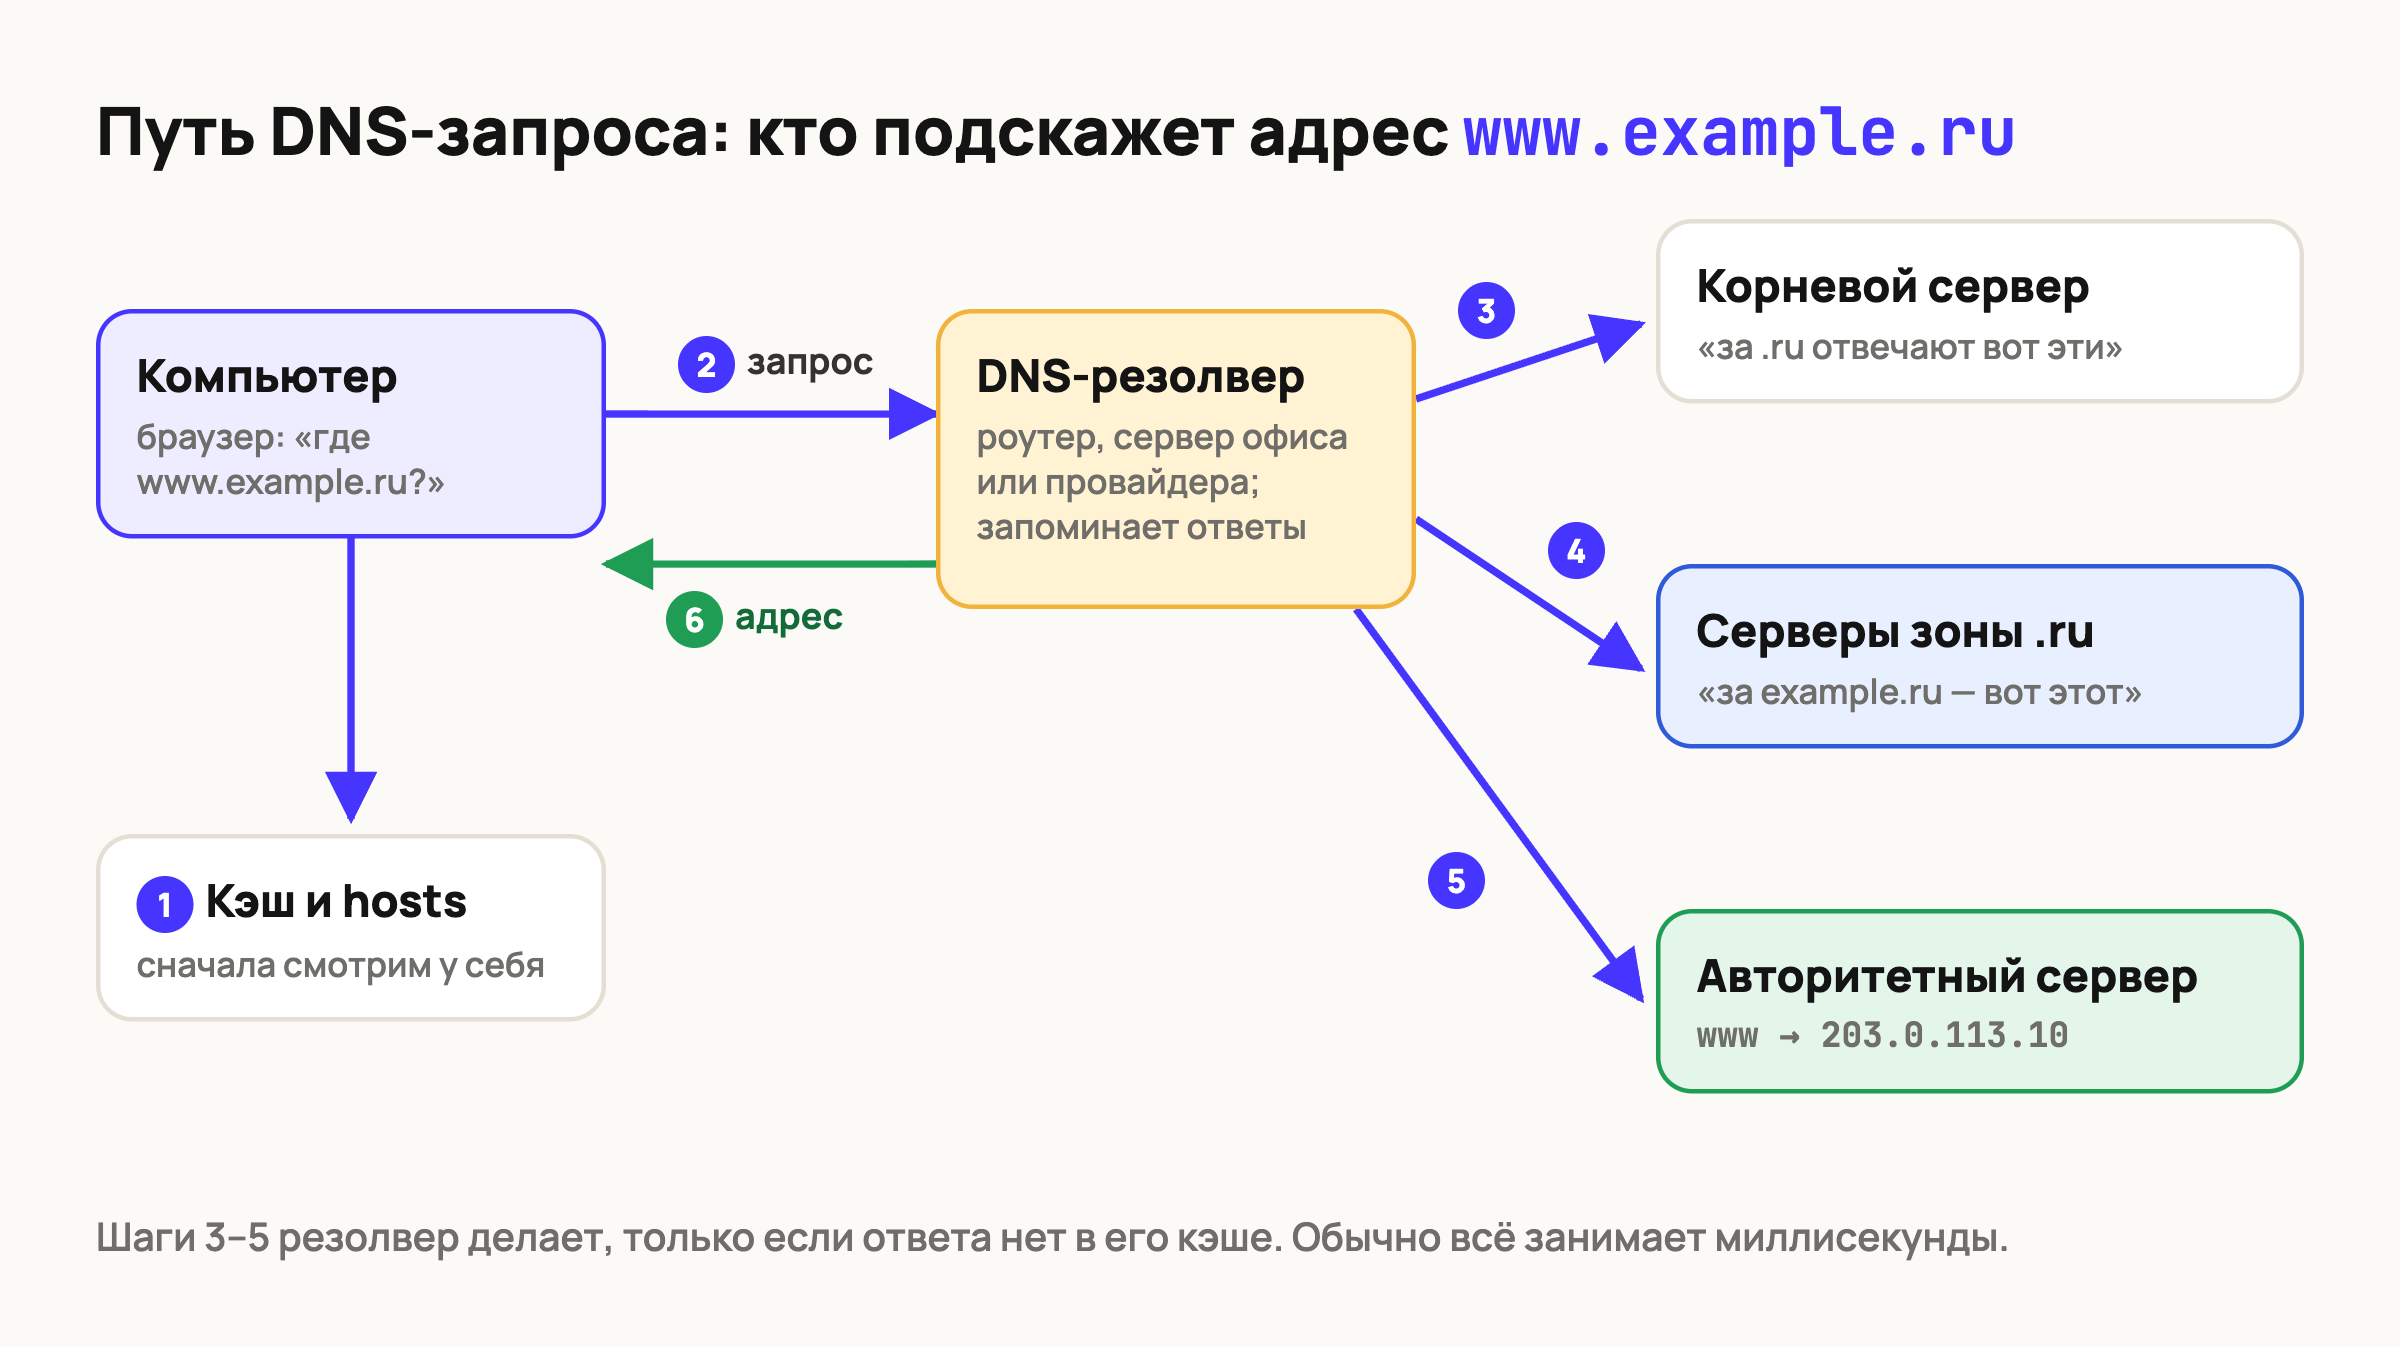 Путь DNS-запроса: кто подскажет адрес www.example.ru
Компьютер
браузер: «где
www.example.ru?»
2 запрос
DNS-резолвер
роутер, сервер офиса
или провайдера;
запоминает ответы
6 адрес
1 Кэш и hosts
сначала смотрим у себя
3
Корневой сервер
«за .ru отвечают вот эти»
4
Серверы зоны .ru
«за example.ru — вот этот»
5
Авторитетный сервер
www → 203.0.113.10
Шаги 3–5 резолвер делает, только если ответа нет в его кэше. Обычно всё занимает миллисекунды.